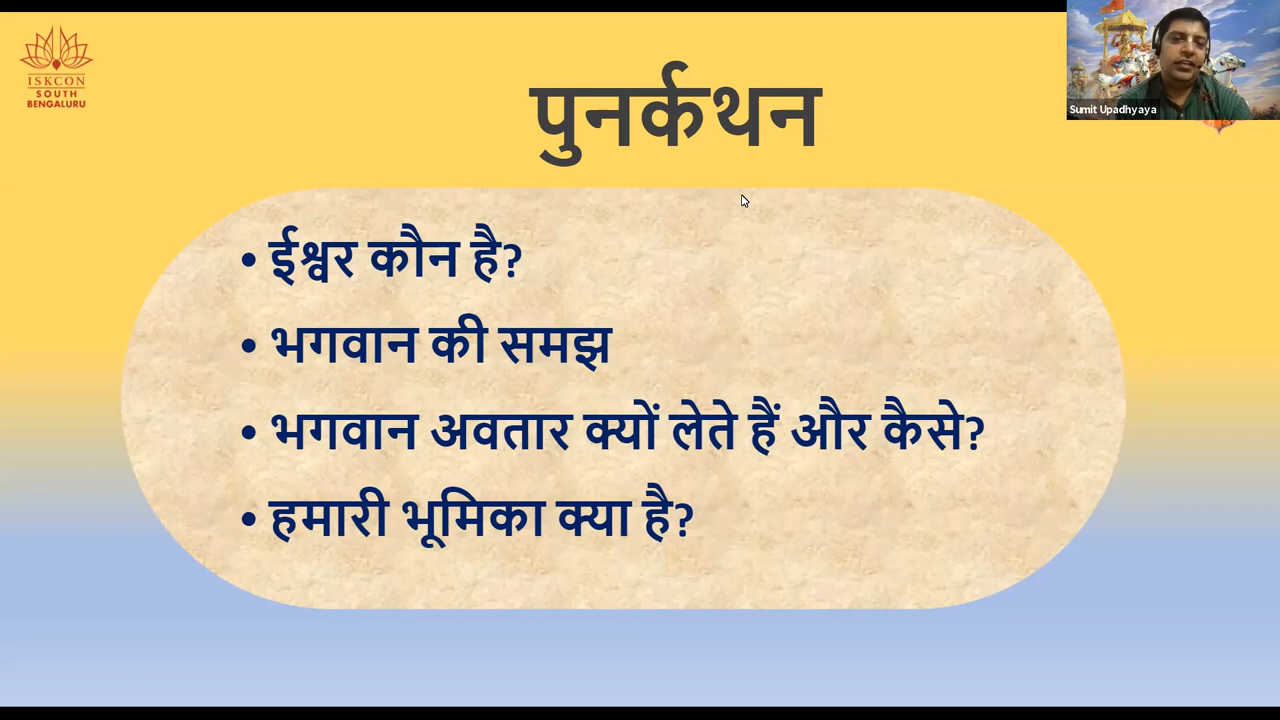 ISKCON
SOUTH
BENGALURU
पुनर्कथन
Sumit Upadhyaya
• ईश्वर कौन है?
• भगवान की समझ
• भगवान अवतार क्यों लेते हैं और कैसे?
• हमारी भूमिका क्या है?